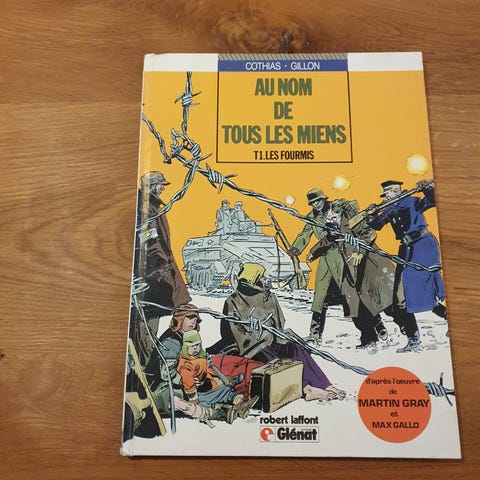 COTHIAS • GILLON
AU NOM
DE
TOUS LES MIENS
T1. LES FOURMIS
d'après l'œuvre
de
MARTIN GRAY
et
MAX GALLO
robert laffont
Glénat